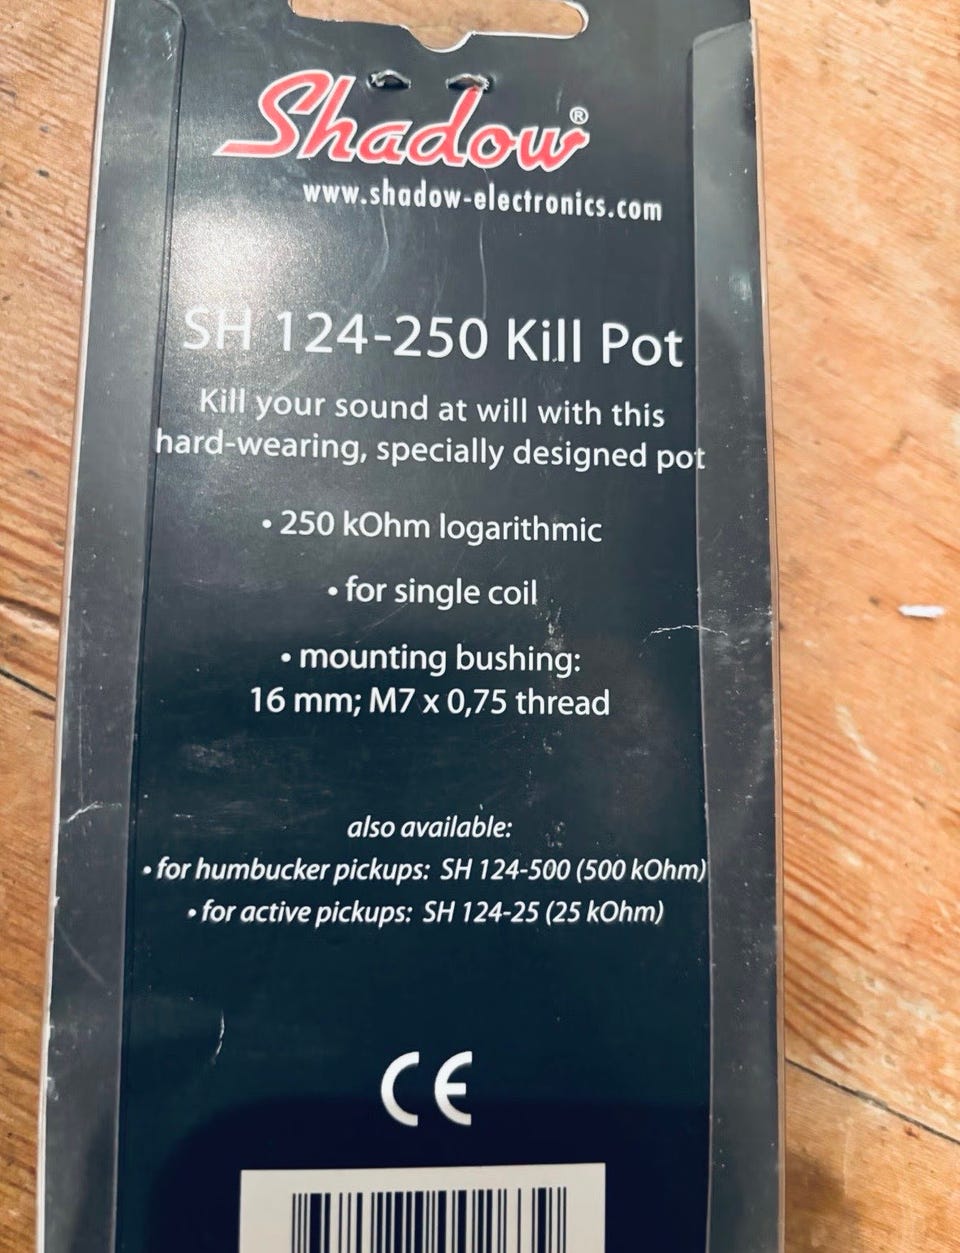 Shadow®
www.shadow-electronics.com
SH 124-250 Kill Pot
Kill your sound at will with this
hard-wearing, specially designed pot
• 250 kOhm logarithmic
• for single coil
• mounting bushing:
16 mm; M7 x 0,75 thread
also available:
• for humbucker pickups: SH 124-500 (500 kOhm)
• for active pickups: SH 124-25 (25 kOhm)
CE